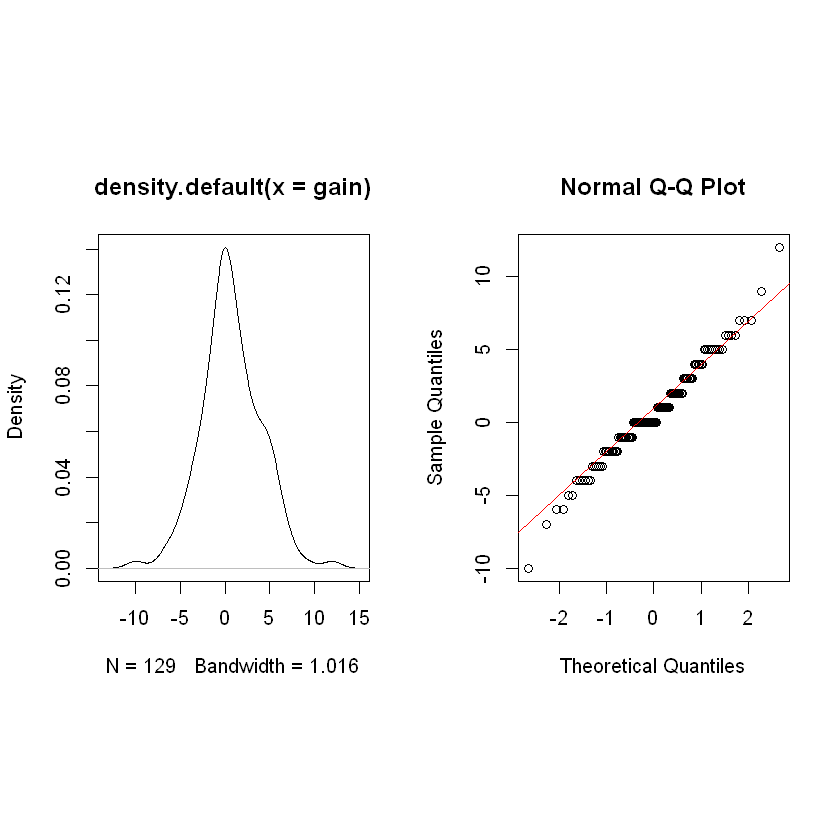 density.default(x = gain)
Density
0.00
0.04
0.08
0.12
-10 -5 0 5 10 15
N = 129 Bandwidth = 1.016
Normal Q-Q Plot
Sample Quantiles
-10
-5
0
5
10
-2 -1 0 1 2
Theoretical Quantiles